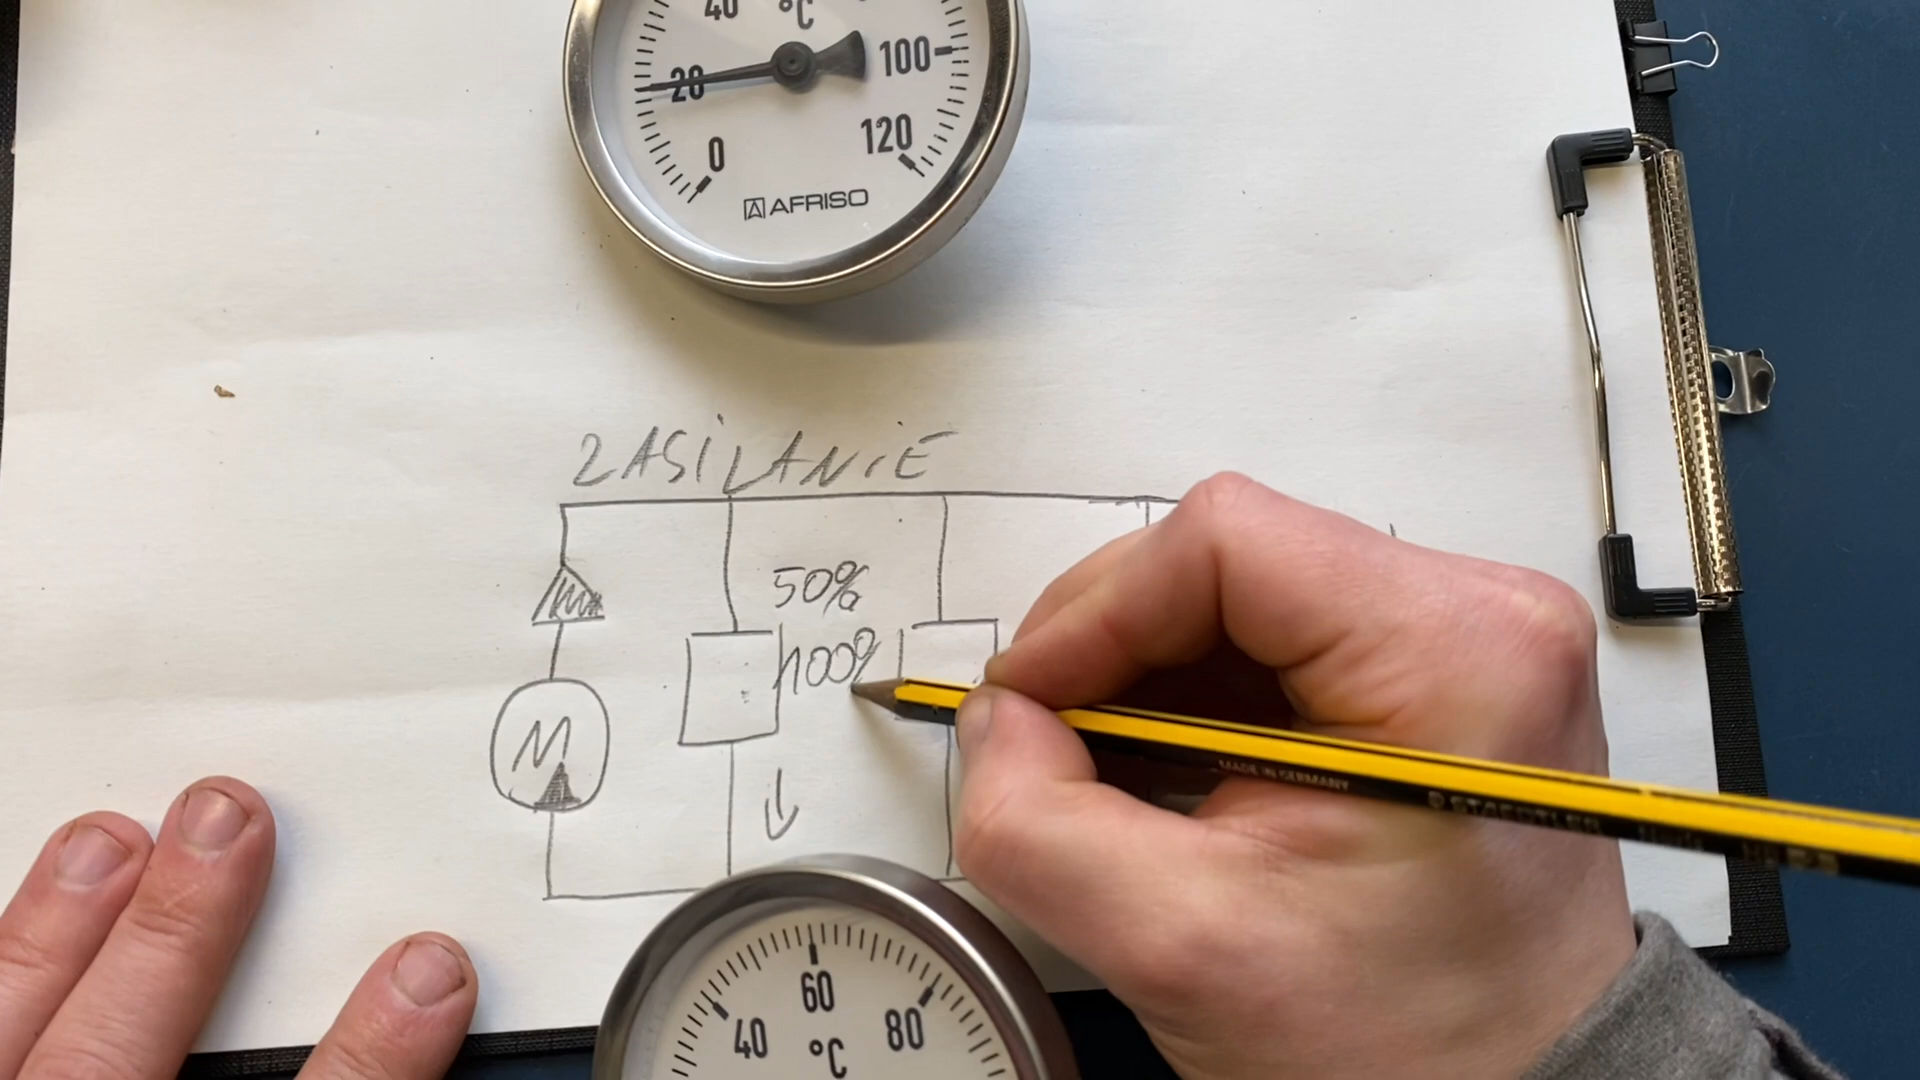 40 °C
20 100
0 120
AFRISO
ZASiLANiE
50%
100%
M
MADE IN GERMANY
STAEDTLER
60
40 80
°C